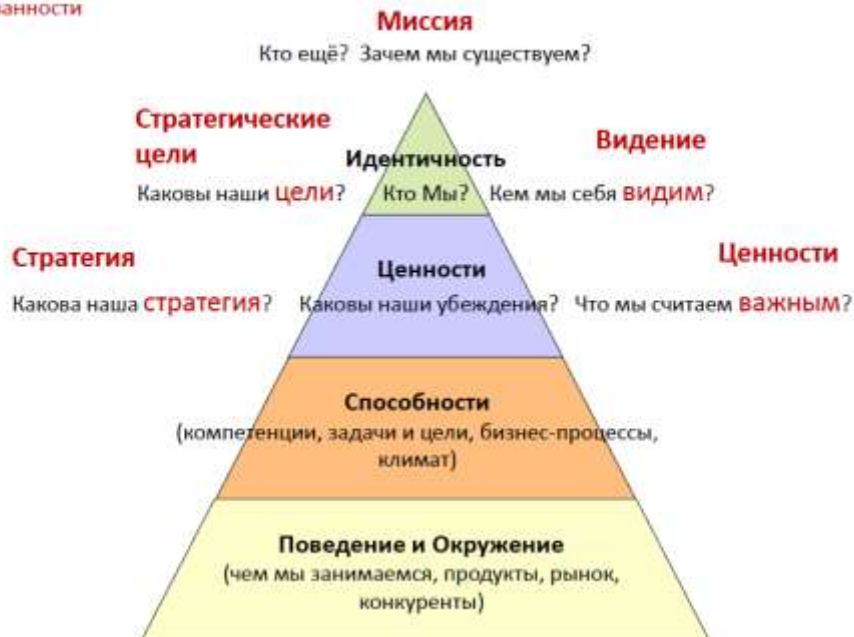 Миссия
Кто ещё? Зачем мы существуем?
Стратегические
цели
Видение
Идентичность
Каковы наши цели? Кто Мы? Кем мы себя видим?
Стратегия
Ценности
Ценности
Какова наша стратегия? Каковы наши убеждения? Что мы считаем важным?
Способности
(компетенции, задачи и цели, бизнес-процессы,
климат)
Поведение и Окружение
(чем мы занимаемся, продукты, рынок,
конкуренты)